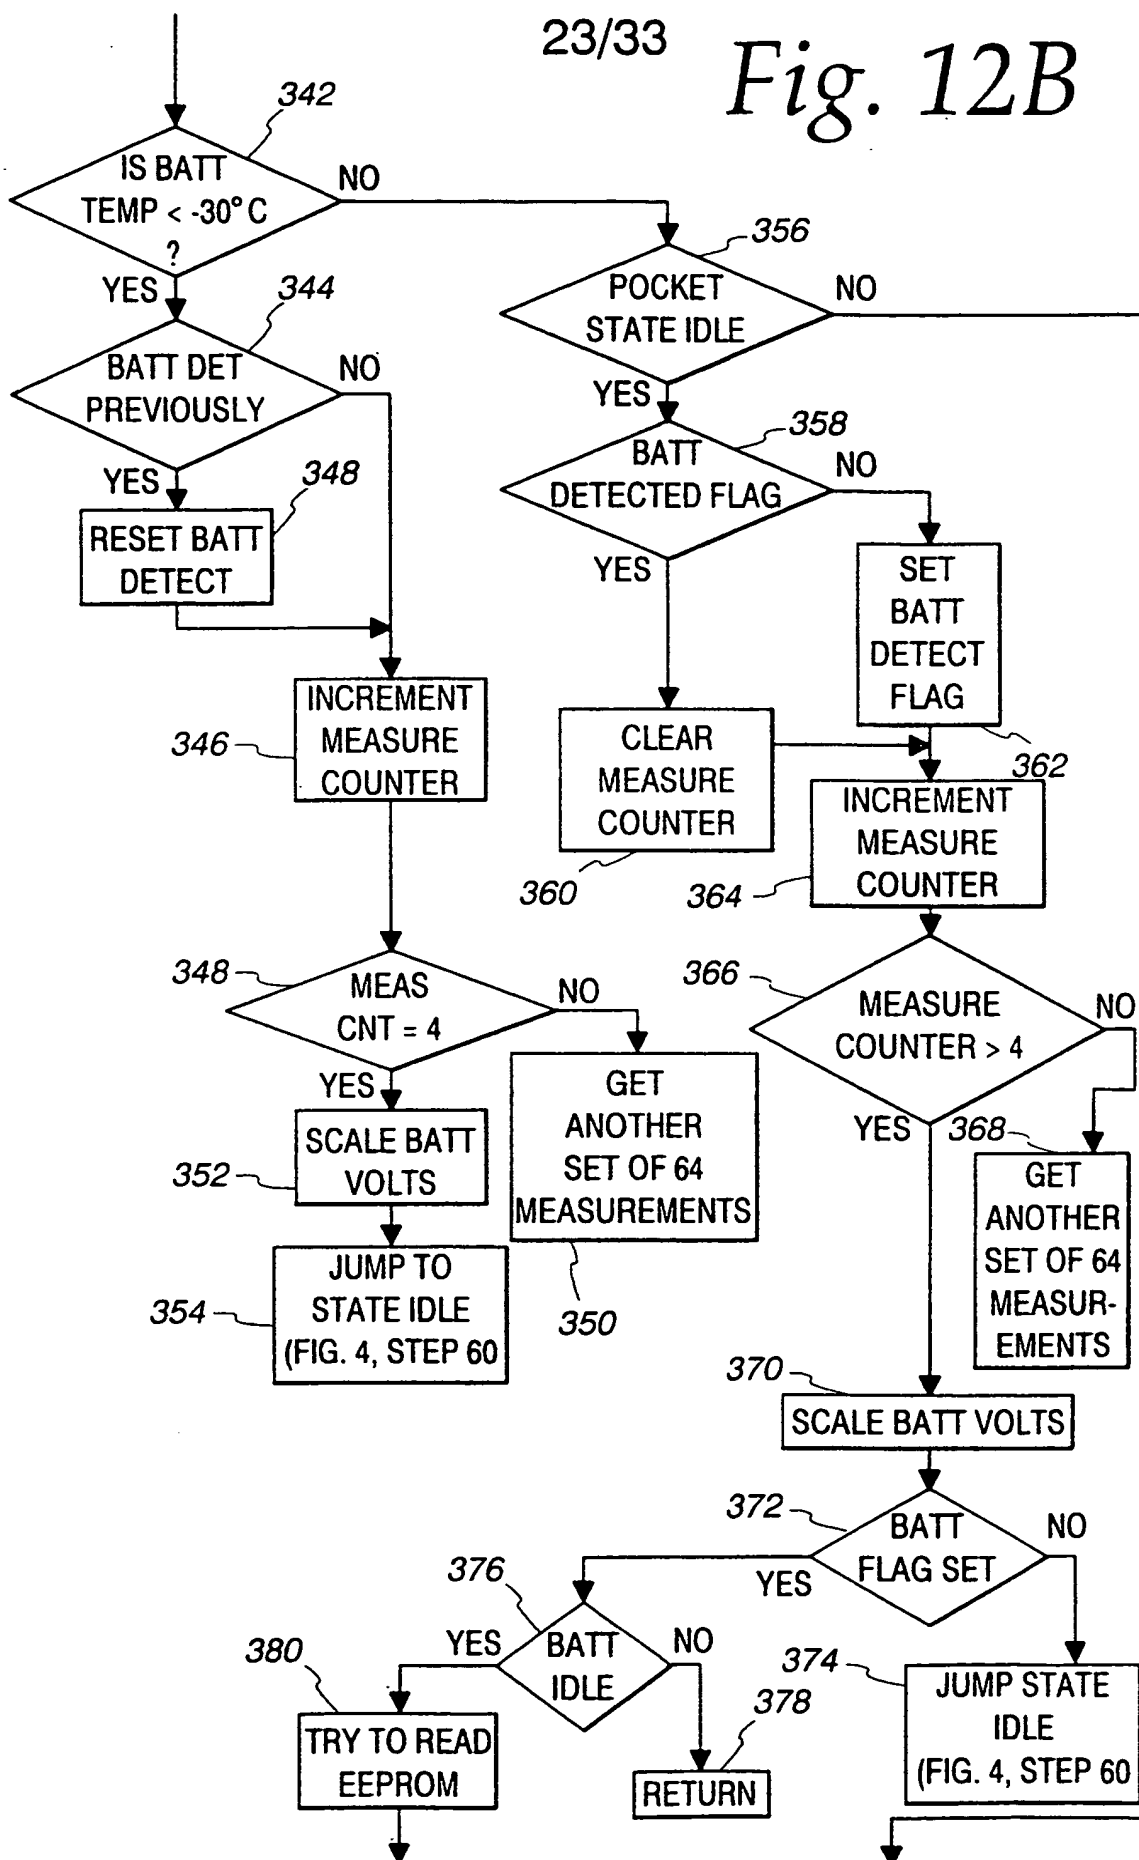 23/33
Fig. 12B
342
IS BATT
TEMP < -30° C
?
NO
YES
344
BATT DET
PREVIOUSLY
NO
YES
348
RESET BATT
DETECT
346
INCREMENT
MEASURE
COUNTER
348
MEAS
CNT = 4
NO
YES
352
SCALE BATT
VOLTS
GET
ANOTHER
SET OF 64
MEASUREMENTS
350
354
JUMP TO
STATE IDLE
(FIG. 4, STEP 60
356
POCKET
STATE IDLE
NO
YES
358
BATT
DETECTED FLAG
NO
YES
SET
BATT
DETECT
FLAG
362
CLEAR
MEASURE
COUNTER
360
364
INCREMENT
MEASURE
COUNTER
366
MEASURE
COUNTER > 4
NO
YES
368
GET
ANOTHER
SET OF 64
MEASUR-
EMENTS
370
SCALE BATT VOLTS
372
BATT
FLAG SET
NO
YES
374
JUMP STATE
IDLE
(FIG. 4, STEP 60
376
BATT
IDLE
YES
NO
378
RETURN
380
TRY TO READ
EEPROM